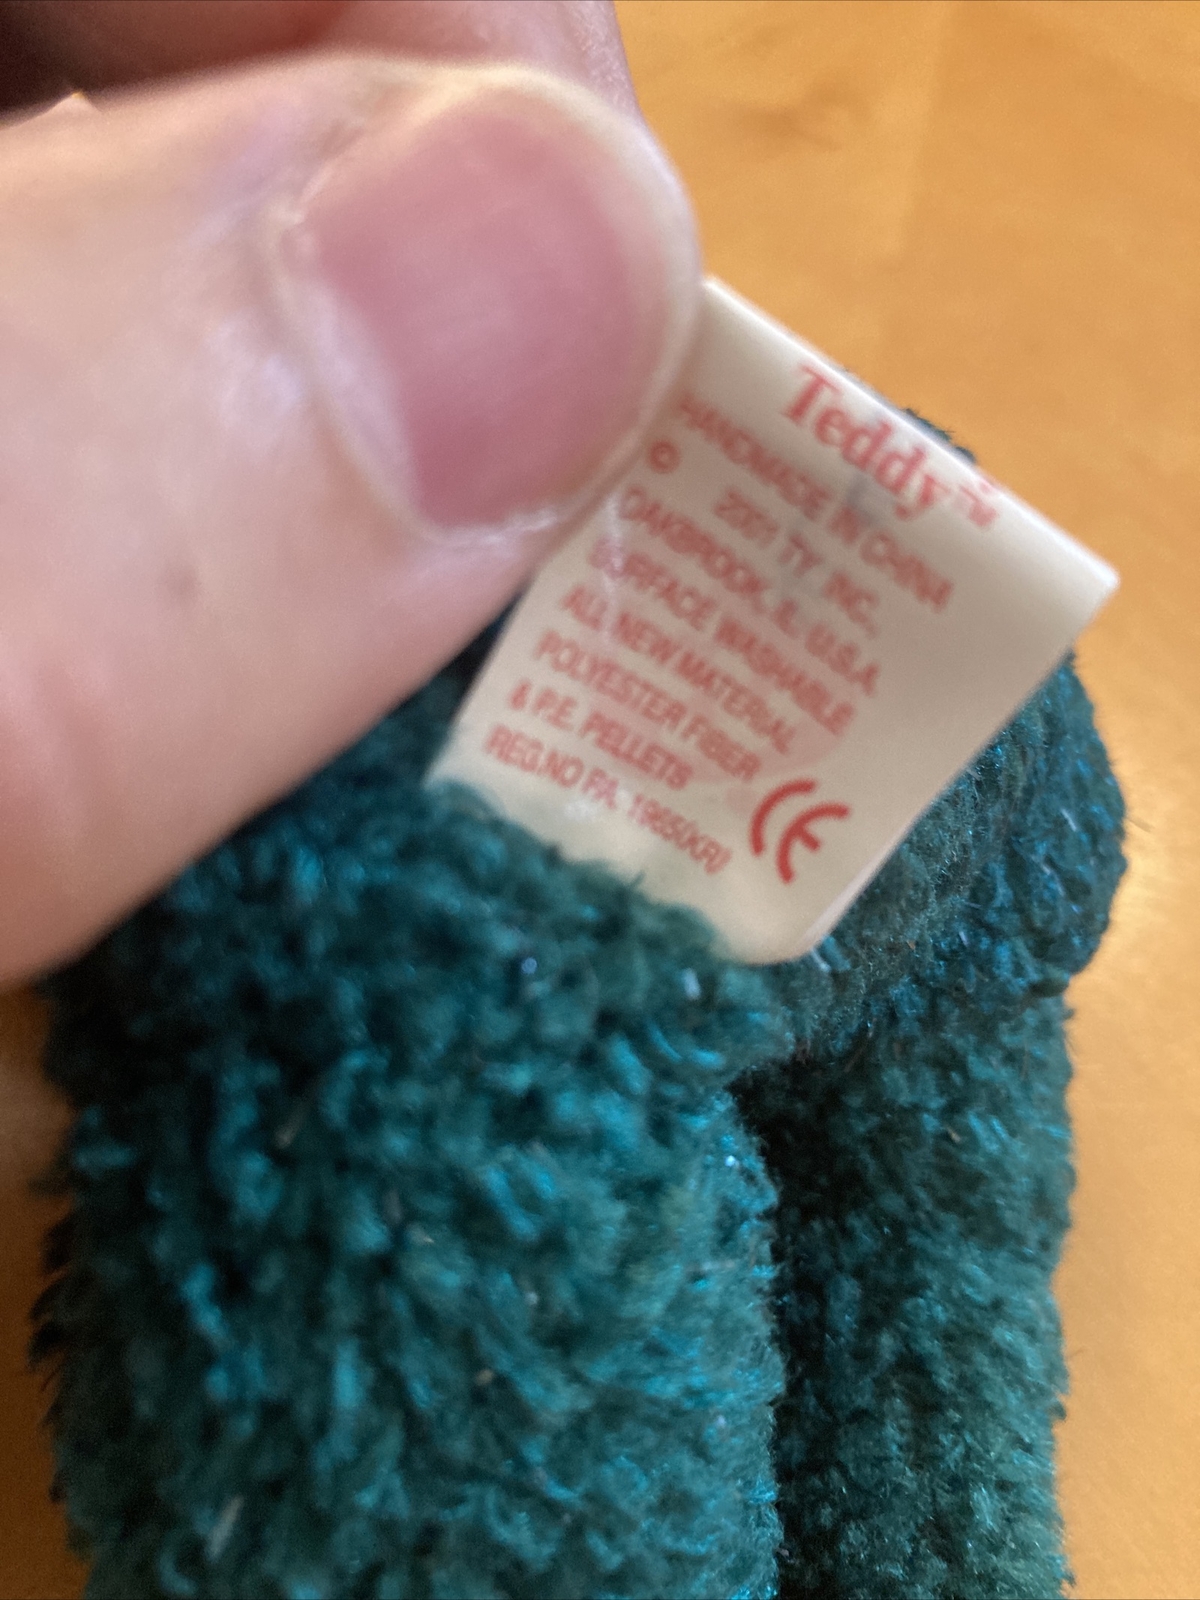 Teddy™
HANDMADE IN CHINA
© 2001 TY INC.,
OAKBROOK, IL U.S.A.
SURFACE WASHABLE
ALL NEW MATERIAL
POLYESTER FIBER
& P.E. PELLETS
REG.NO PA. 1965(KR)
CE